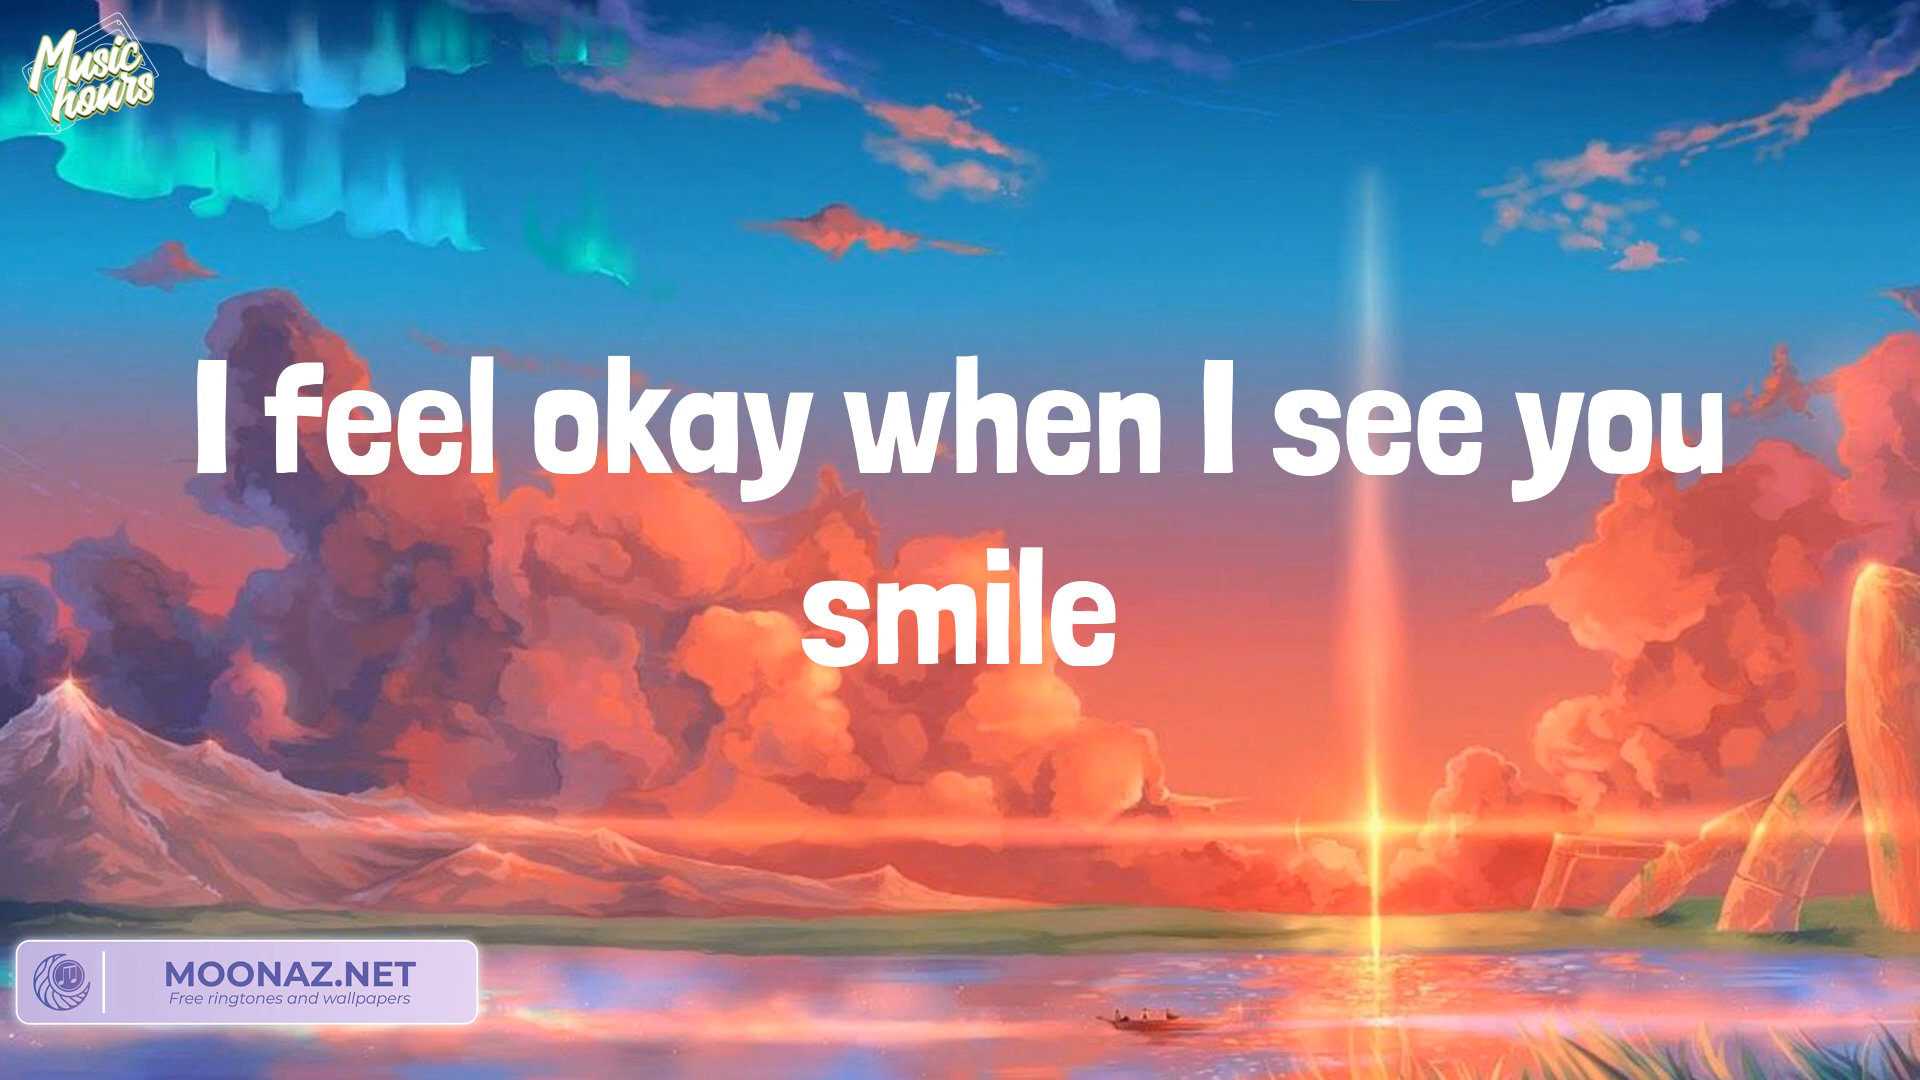 Music
hours
I feel okay when I see you
smile
MOONAZ.NET
Free ringtones and wallpapers